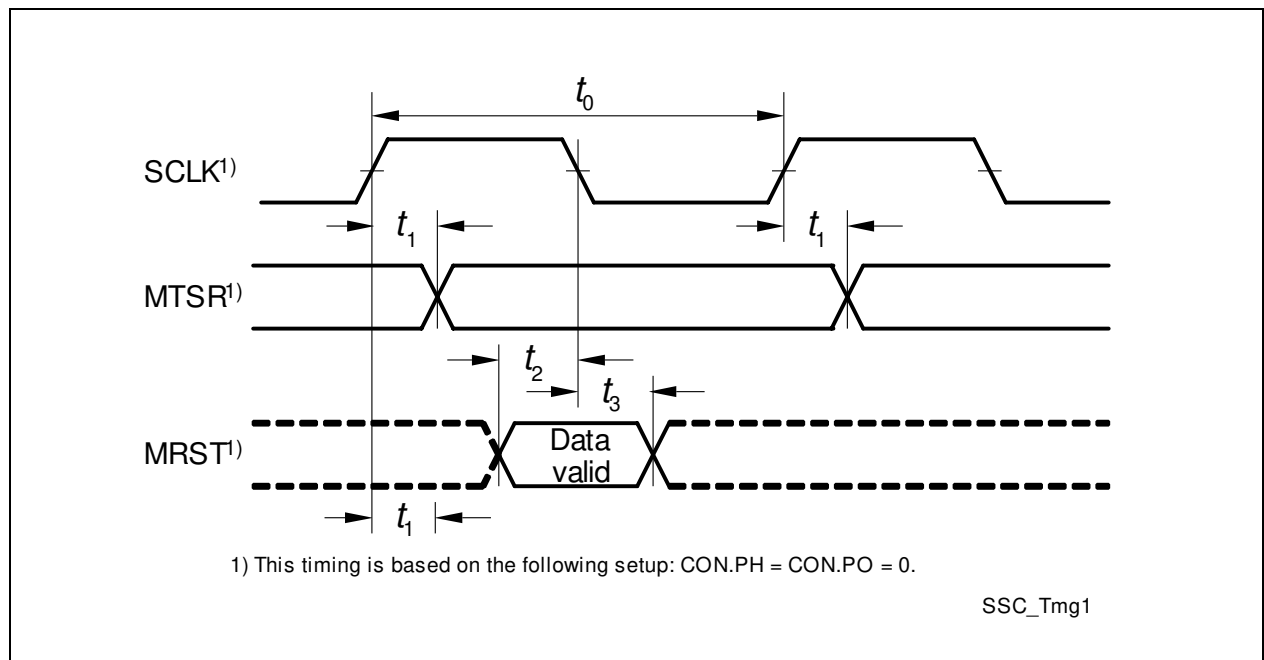 t0
SCLK1)
t1 t1
MTSR1)
t2
t3
MRST1) Data
valid
t1
1) This timing is based on the following setup: CON.PH = CON.PO = 0.
SSC_Tmg1